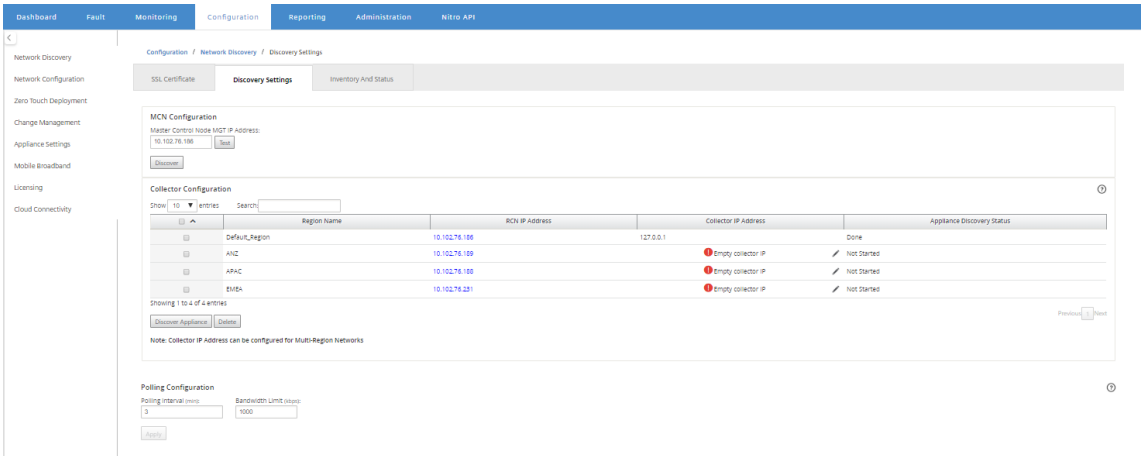 Dashboard Fault Monitoring Configuration Reporting Administration Nitro API
Configuration / Network Discovery / Discovery Settings
Network Discovery
Network Configuration
Zero Touch Deployment
Change Management
Appliance Settings
Mobile Broadband
Licensing
Cloud Connectivity
SSL Certificate Discovery Settings Inventory And Status
MCN Configuration
Master Control Node MGT IP Address:
10.102.76.186 Test
Discover
Collector Configuration
Show 10 entries Search:
Region Name RCN IP Address Collector IP Address Appliance Discovery Status
Default_Region 10.102.76.186 127.0.0.1 Done
ANZ 10.102.76.189 Empty collector IP Not Started
APAC 10.102.76.188 Empty collector IP Not Started
EMEA 10.102.76.231 Empty collector IP Not Started
Showing 1 to 4 of 4 entries
Previous 1 Next
Discover Appliance Delete
Note: Collector IP Address can be configured for Multi-Region Networks
Polling Configuration
Polling Interval (min): Bandwidth Limit (kbps):
3 1000
Apply